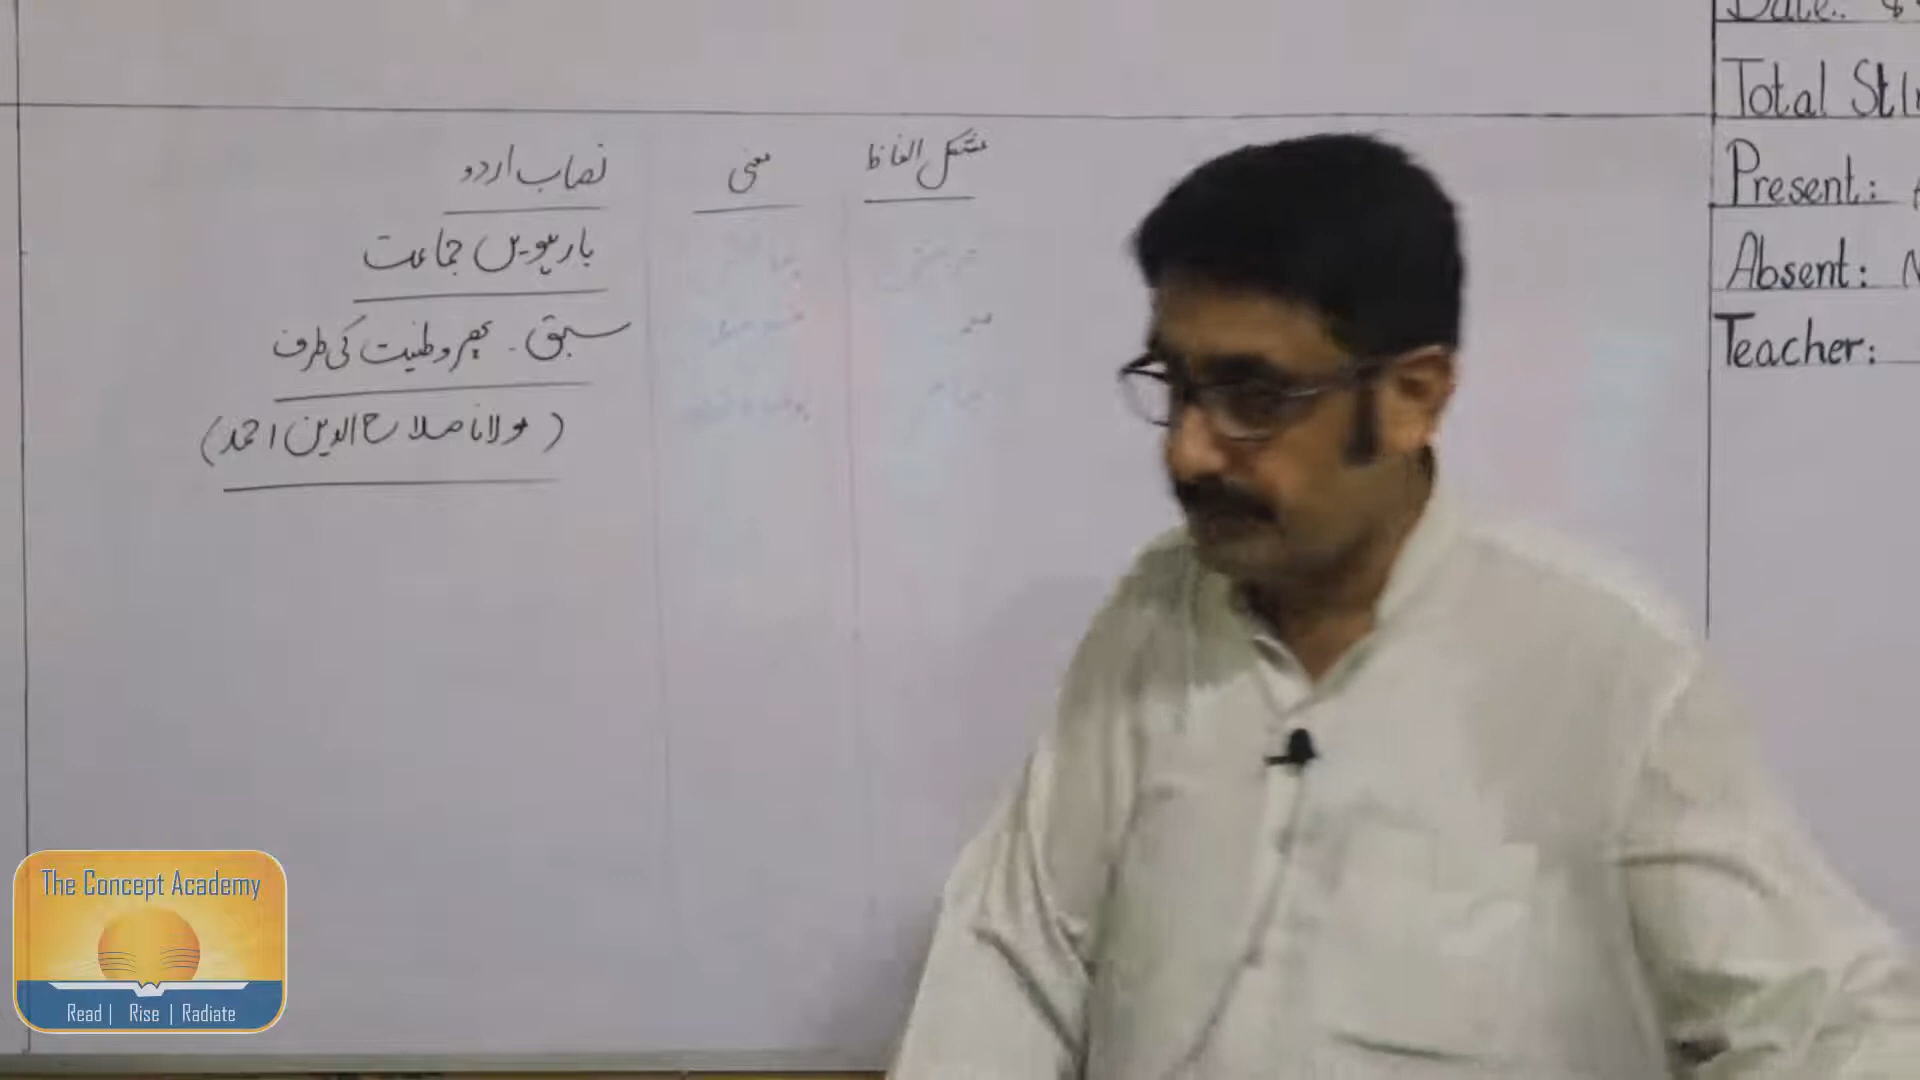 مشکل الفاظ
معنی
نصاب اردو
بارہویں جماعت
سبق - پھر وطنیت کی طرف
(مولانا صلاح الدین احمد)
Date:
Total St
Present:
Absent:
Teacher:
The Concept Academy
Read | Rise | Radiate